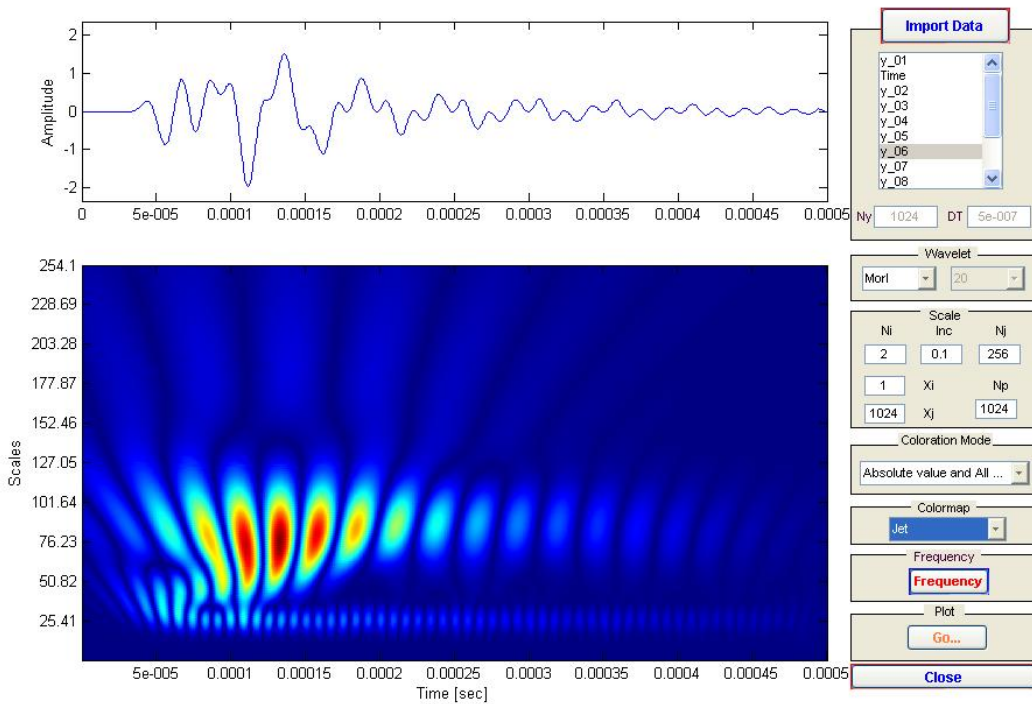 2
1
0
-1
-2
Amplitude
0 5e-005 0.0001 0.00015 0.0002 0.00025 0.0003 0.00035 0.0004 0.00045 0.0005
254.1
228.69
203.28
177.87
152.46
127.05
101.64
76.23
50.82
25.41
Scales
5e-005 0.0001 0.00015 0.0002 0.00025 0.0003 0.00035 0.0004 0.00045 0.0005
Time [sec]
Import Data
y_01
Time
y_02
y_03
y_04
y_05
y_06
y_07
y_08
Ny 1024 DT 5e-007
Wavelet
Morl 20
Scale
Ni Inc Nj
2 0.1 256
1 Xi Np
1024 Xj 1024
Coloration Mode
Absolute value and All ...
Colormap
Jet
Frequency
Frequency
Plot
Go...
Close